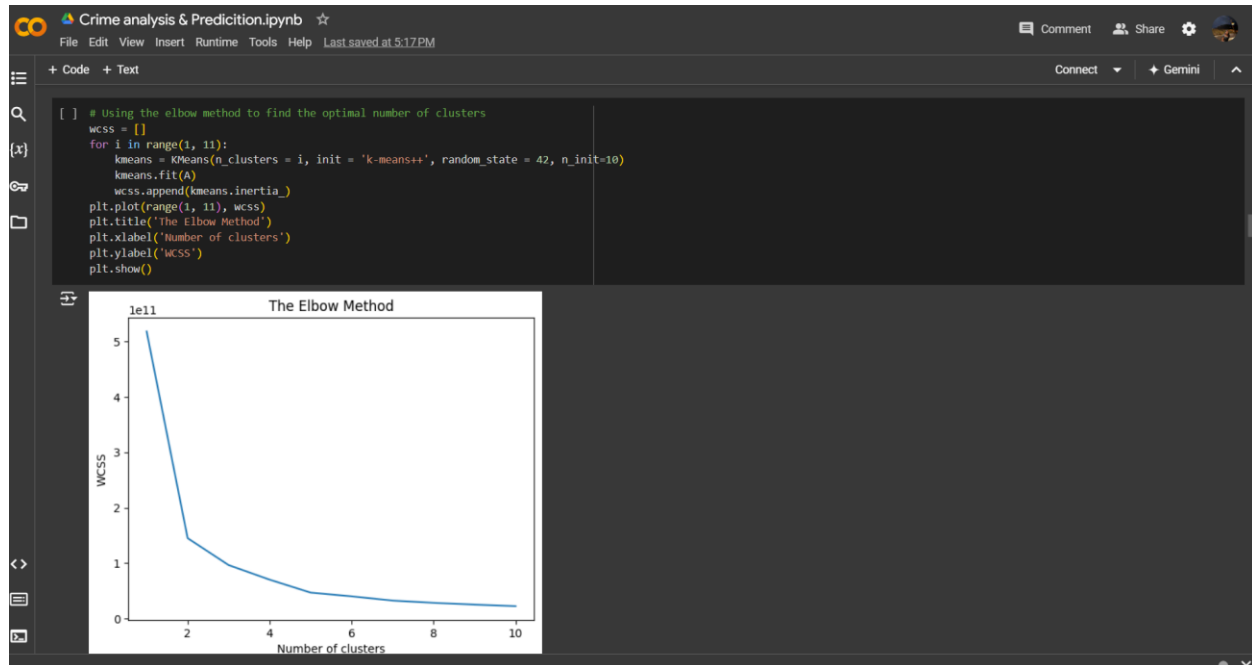 Crime analysis & Predicition.ipynb
Comment Share
File Edit View Insert Runtime Tools Help Last saved at 5:17 PM
+ Code + Text
Connect Gemini
[ ] # Using the elbow method to find the optimal number of clusters
wcss = []
for i in range(1, 11):
    kmeans = KMeans(n_clusters = i, init = 'k-means++', random_state = 42, n_init=10)
    kmeans.fit(A)
    wcss.append(kmeans.inertia_)
plt.plot(range(1, 11), wcss)
plt.title('The Elbow Method')
plt.xlabel('Number of clusters')
plt.ylabel('WCSS')
plt.show()
{x}
The Elbow Method
1e11
5
4
3
2
1
0
WCSS
2 4 6 8 10
Number of clusters